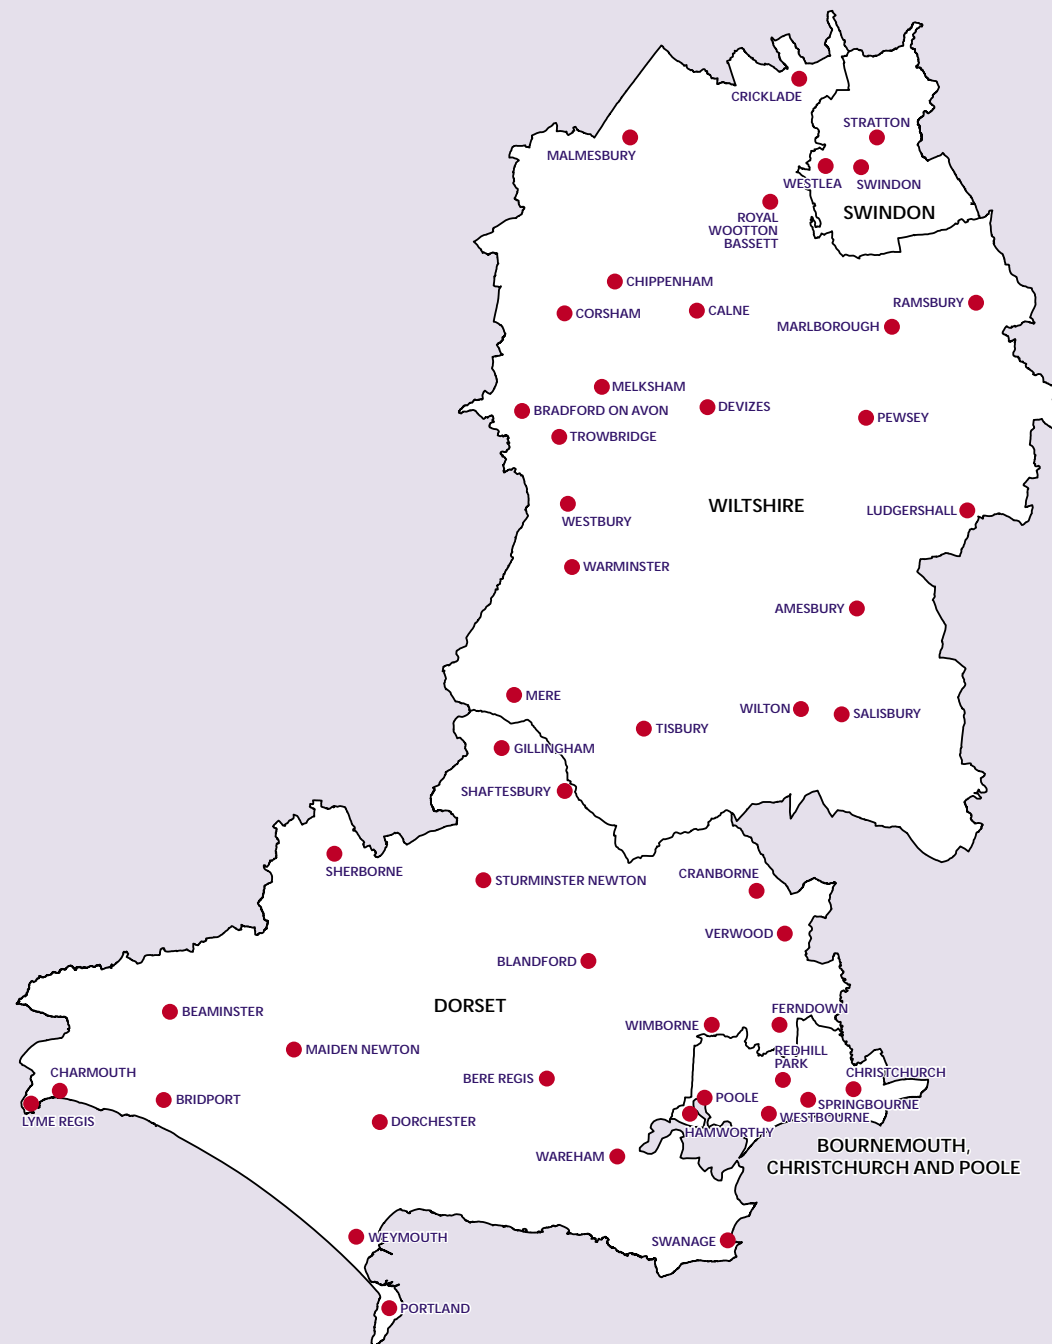 CRICKLADE
STRATTON
MALMESBURY
WESTLEA
SWINDON
SWINDON
ROYAL
WOOTTON
BASSETT
CHIPPENHAM
CORSHAM
CALNE
RAMSBURY
MARLBOROUGH
MELKSHAM
BRADFORD ON AVON
DEVIZES
PEWSEY
TROWBRIDGE
WILTSHIRE
LUDGERSHALL
WESTBURY
WARMINSTER
AMESBURY
MERE
WILTON
SALISBURY
TISBURY
GILLINGHAM
SHAFTESBURY
SHERBORNE
STURMINSTER NEWTON
CRANBORNE
VERWOOD
BLANDFORD
DORSET
BEAMINSTER
FERNDOWN
WIMBORNE
MAIDEN NEWTON
REDHILL
PARK
CHARMOUTH
BERE REGIS
CHRISTCHURCH
BRIDPORT
POOLE
SPRINGBOURNE
LYME REGIS
DORCHESTER
WESTBOURNE
HAMWORTHY
BOURNEMOUTH,
CHRISTCHURCH AND POOLE
WAREHAM
WEYMOUTH
SWANAGE
PORTLAND